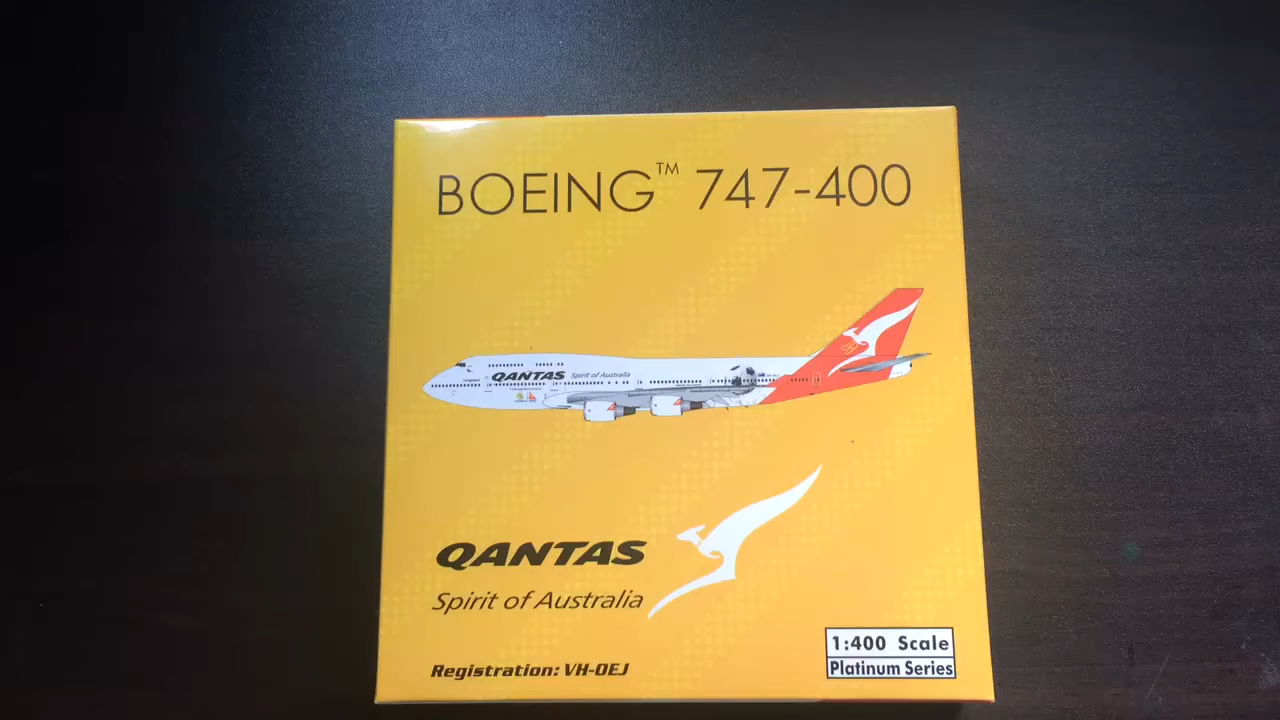 BOEING™ 747-400
QANTAS Spirit of Australia
QANTAS
Spirit of Australia
Registration: VH-OEJ
1:400 Scale
Platinum Series